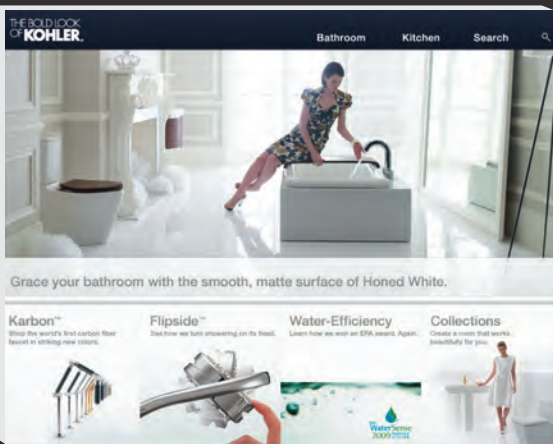 THE BOLD LOOK
OF KOHLER.
Bathroom Kitchen Search
Grace your bathroom with the smooth, matte surface of Honed White.
Karbon™
Shop the world's first carbon fiber
faucet in striking new colors.
Flipside™
See how we turn showering on its head.
Water-Efficiency
Learn how we won an EPA award. Again.
WaterSense
2009
Collections
Create a room that works
beautifully for you.